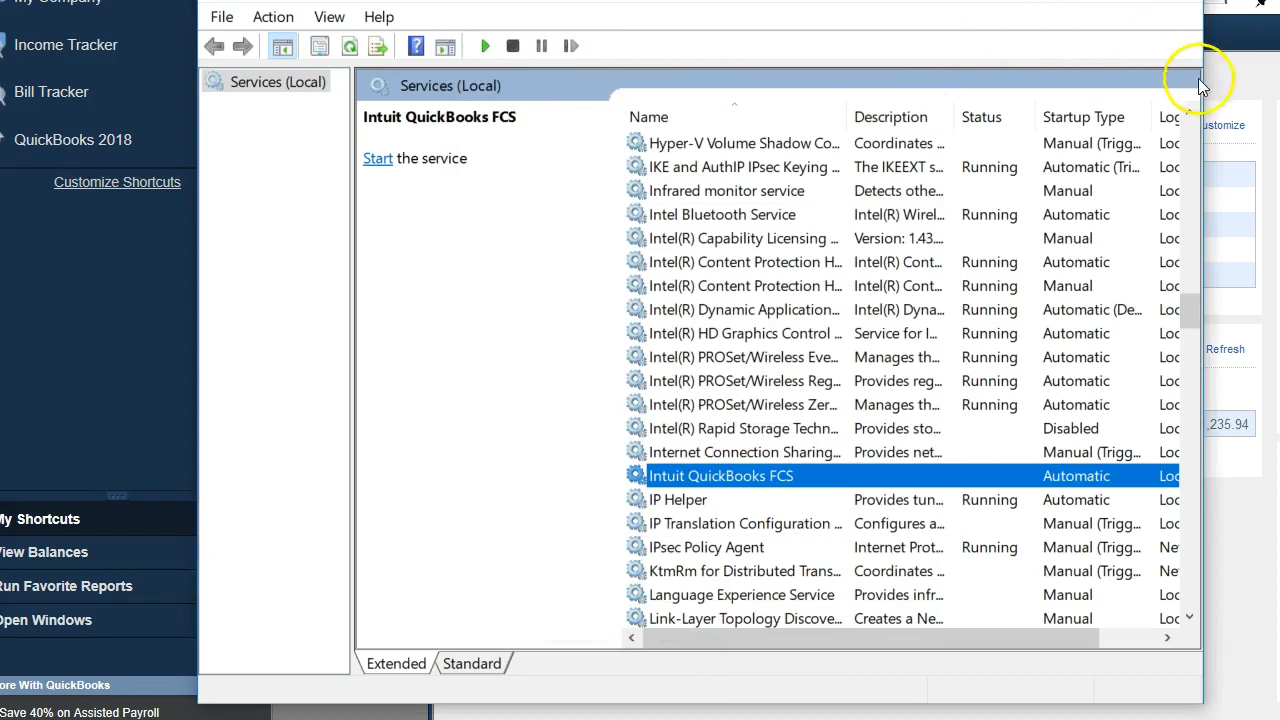 My Company
Income Tracker
Bill Tracker
QuickBooks 2018
Customize Shortcuts
My Shortcuts
View Balances
Run Favorite Reports
Open Windows
ore With QuickBooks
Save 40% on Assisted Payroll
File Action View Help
Services (Local)
Services (Local)
Intuit QuickBooks FCS
Start the service
Name Description Status Startup Type Log
Hyper-V Volume Shadow Co... Coordinates ... Manual (Trigg... Loc
IKE and AuthIP IPsec Keying ... The IKEEXT s... Running Automatic (Tri... Loc
Infrared monitor service Detects othe... Manual Loc
Intel Bluetooth Service Intel(R) Wirel... Running Automatic Loc
Intel(R) Capability Licensing ... Version: 1.43.... Manual Loc
Intel(R) Content Protection H... Intel(R) Cont... Running Automatic Loc
Intel(R) Content Protection H... Intel(R) Cont... Running Manual Loc
Intel(R) Dynamic Application... Intel(R) Dyna... Running Automatic (De... Loc
Intel(R) HD Graphics Control ... Service for I... Running Automatic Loc
Intel(R) PROSet/Wireless Eve... Manages th... Running Automatic Loc
Intel(R) PROSet/Wireless Reg... Provides reg... Running Automatic Loc
Intel(R) PROSet/Wireless Zer... Manages th... Running Automatic Loc
Intel(R) Rapid Storage Techn... Provides sto... Disabled Loc
Internet Connection Sharing... Provides net... Manual (Trigg... Loc
Intuit QuickBooks FCS Automatic Loc
IP Helper Provides tun... Running Automatic Loc
IP Translation Configuration ... Configures a... Manual (Trigg... Loc
IPsec Policy Agent Internet Prot... Running Manual (Trigg... Net
KtmRm for Distributed Trans... Coordinates ... Manual (Trigg... Net
Language Experience Service Provides infr... Manual Loc
Link-Layer Topology Discove... Creates a Ne... Manual Loc
Extended Standard
ustomize
Refresh
,235.94